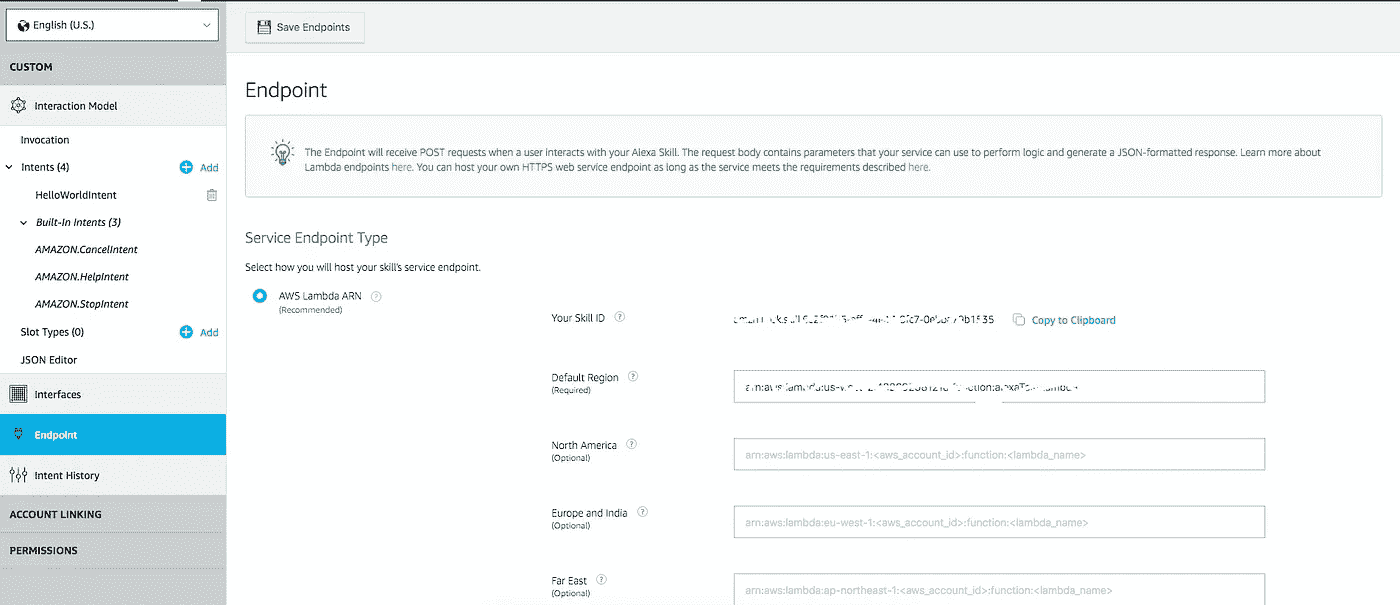 English (U.S.)
Save Endpoints
CUSTOM
Interaction Model
Invocation
Intents (4)
Add
HelloWorldIntent
Built-In Intents (3)
AMAZON.CancelIntent
AMAZON.HelpIntent
AMAZON.StopIntent
Slot Types (0)
Add
JSON Editor
Interfaces
Endpoint
Intent History
ACCOUNT LINKING
PERMISSIONS
Endpoint
The Endpoint will receive POST requests when a user interacts with your Alexa Skill. The request body contains parameters that your service can use to perform logic and generate a JSON-formatted response. Learn more about
Lambda endpoints here. You can host your own HTTPS web service endpoint as long as the service meets the requirements described here.
Service Endpoint Type
Select how you will host your skill's service endpoint.
AWS Lambda ARN
(Recommended)
Your Skill ID
Copy to Clipboard
Default Region
(Required)
North America
(Optional)
arn:aws:lambda:us-east-1:<aws_account_id>:function:<lambda_name>
Europe and India
(Optional)
arn:aws:lambda:eu-west-1:<aws_account_id>:function:<lambda_name>
Far East
(Optional)
arn:aws:lambda:ap-northeast-1:<aws_account_id>:function:<lambda_name>